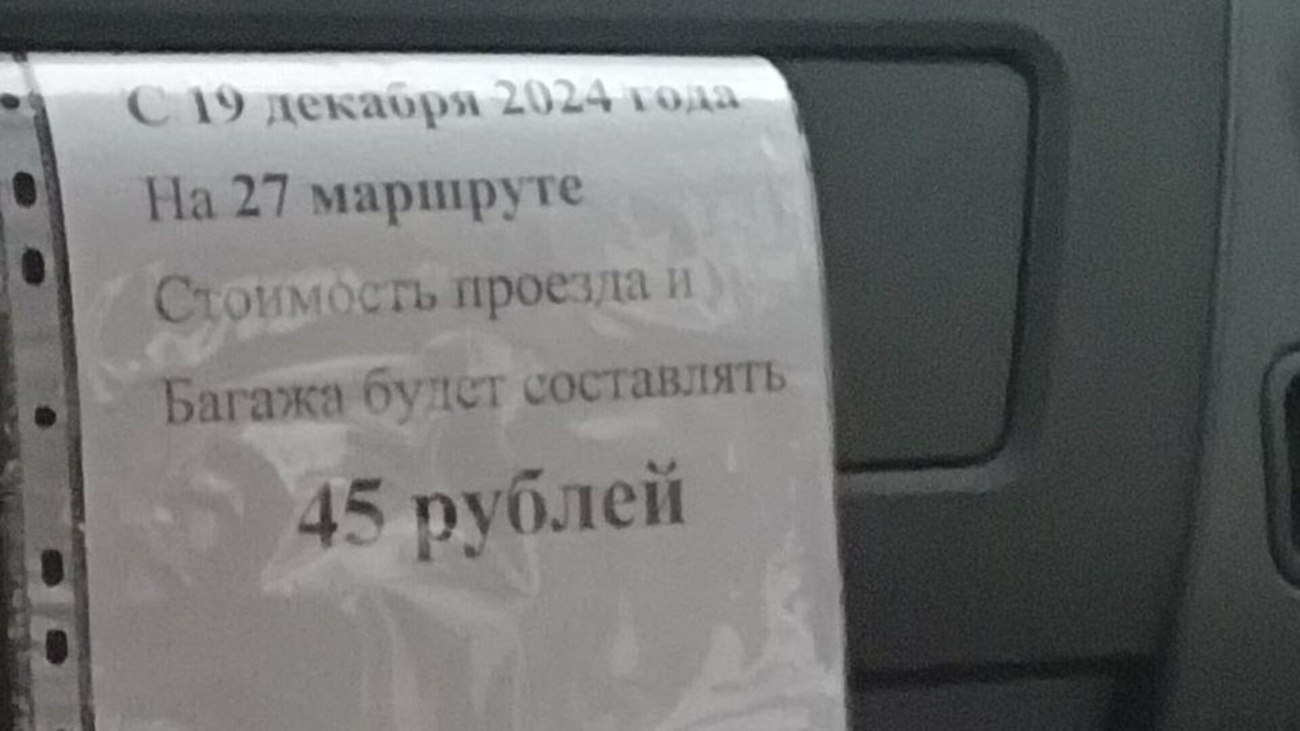 С 19 декабря 2024 года
На 27 маршруте
Стоимость проезда и
Багажа будет составлять
45 рублей